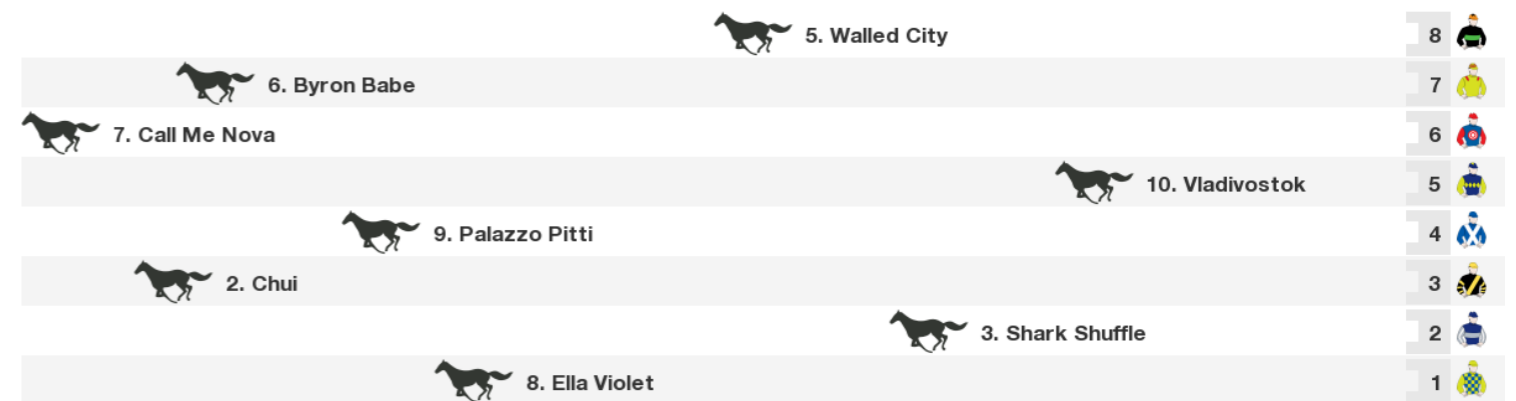 5. Walled City 8
6. Byron Babe 7
7. Call Me Nova 6
10. Vladivostok 5
9. Palazzo Pitti 4
2. Chui 3
3. Shark Shuffle 2
8. Ella Violet 1